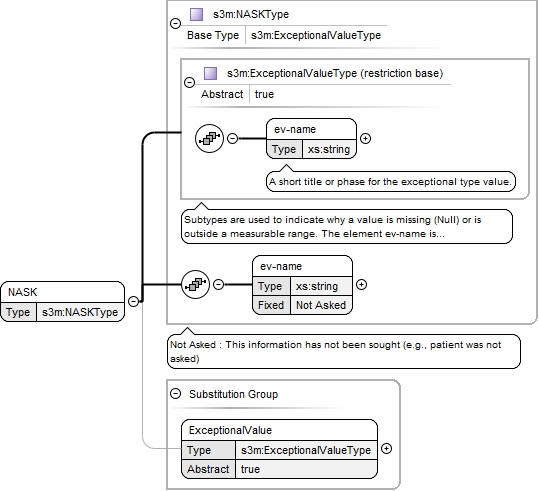 s3m:NASKType
Base Type s3m:ExceptionalValueType
s3m:ExceptionalValueType (restriction base)
Abstract true
ev-name
Type xs:string
A short title or phase for the exceptional type value.
Subtypes are used to indicate why a value is missing (Null) or is
outside a measurable range. The element ev-name is...
ev-name
Type xs:string
Fixed Not Asked
NASK
Type s3m:NASKType
Not Asked : This information has not been sought (e.g., patient was not
asked)
Substitution Group
ExceptionalValue
Type s3m:ExceptionalValueType
Abstract true